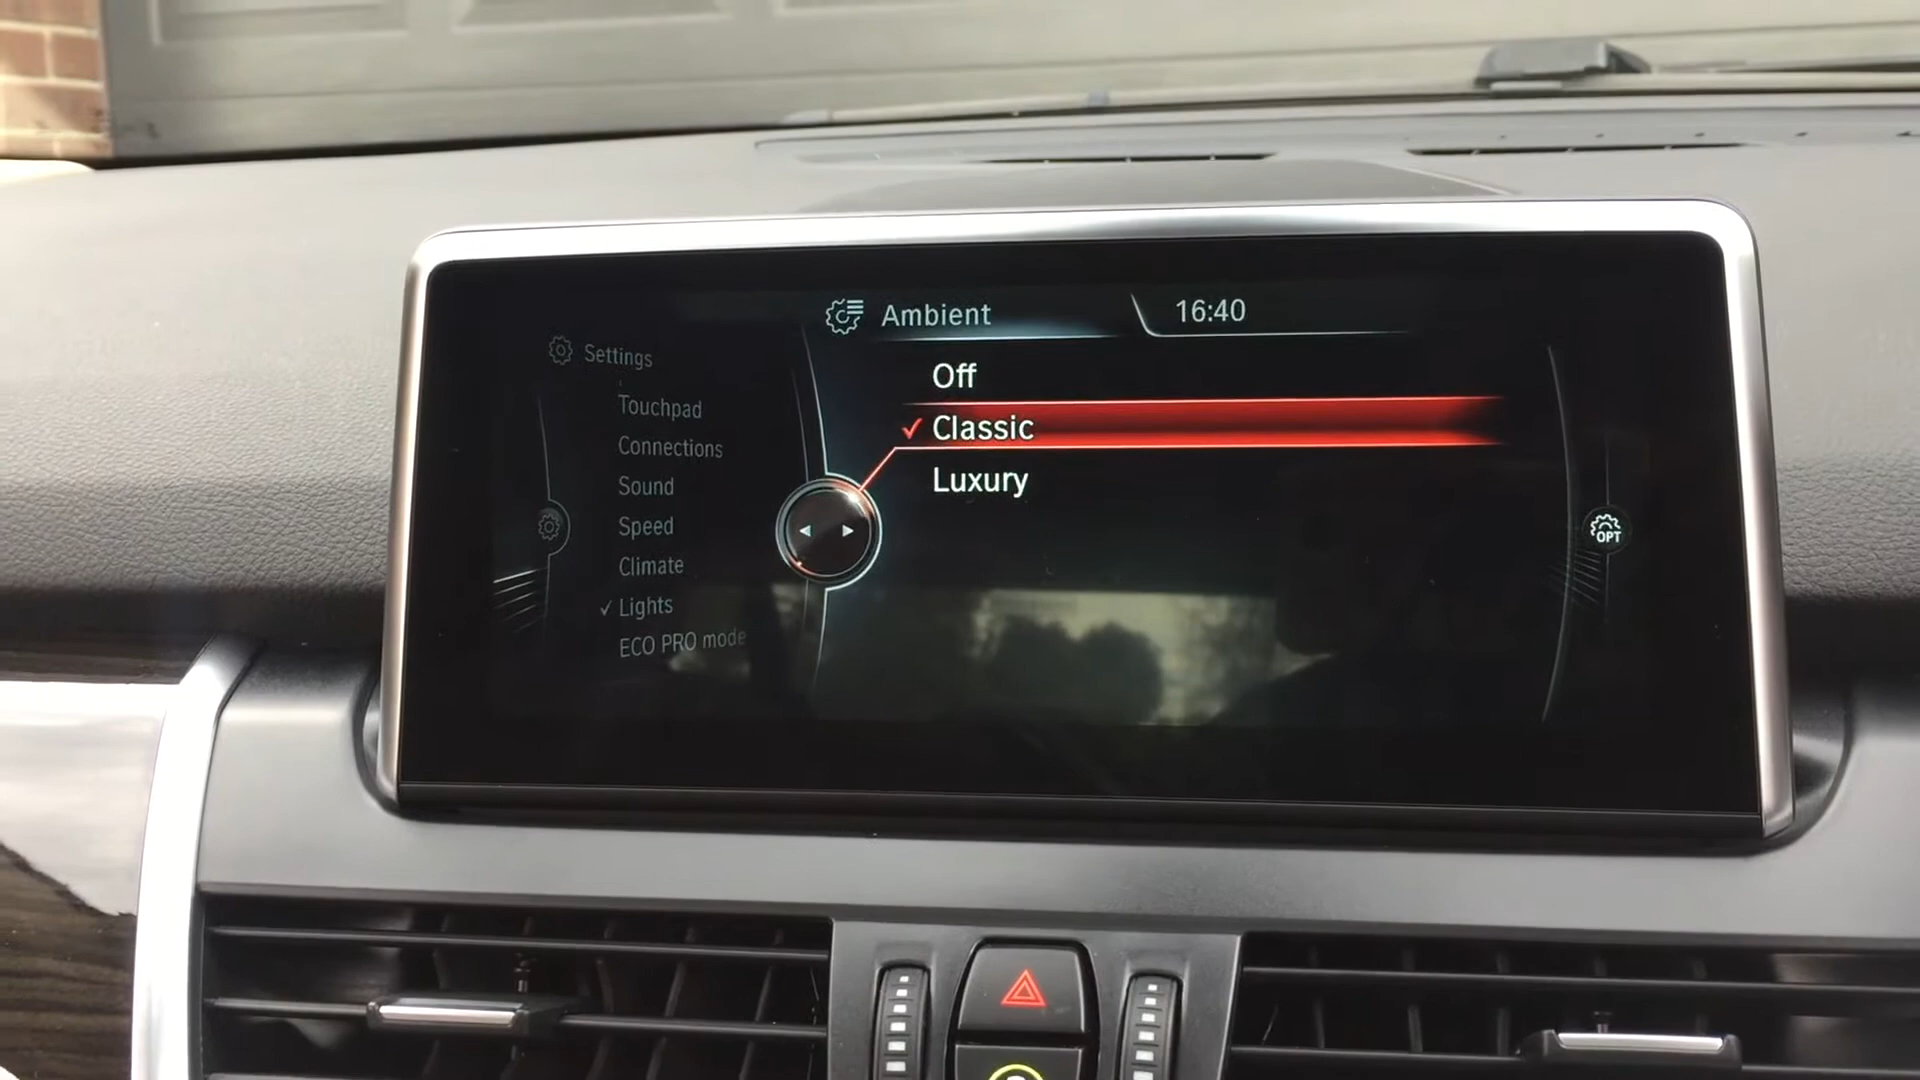 Ambient
16:40
Settings
Touchpad
Connections
Sound
Speed
Climate
✓ Lights
ECO PRO mode
Off
✓ Classic
Luxury
OPT